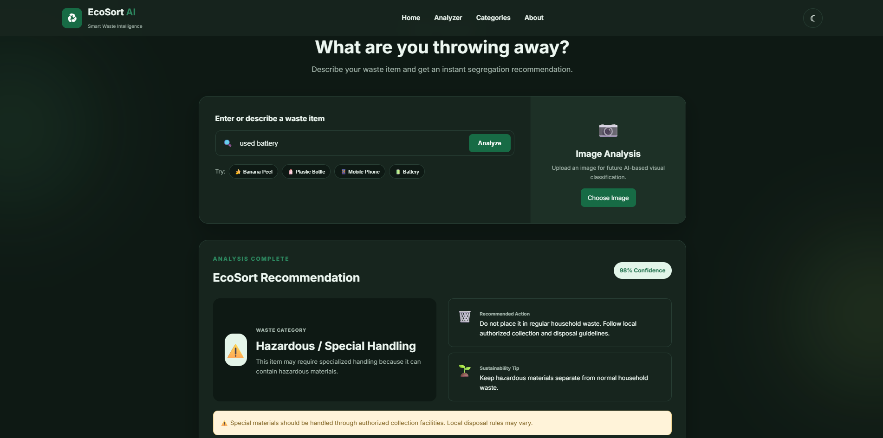 EcoSort AI
Smart Waste Intelligence
Home Analyzer Categories About
What are you throwing away?
Describe your waste item and get an instant segregation recommendation.
Enter or describe a waste item
used battery
Analyze
Try:
Banana Peel
Plastic Bottle
Mobile Phone
Battery
Image Analysis
Upload an image for future AI-based visual
classification.
Choose Image
ANALYSIS COMPLETE
EcoSort Recommendation
98% Confidence
WASTE CATEGORY
Hazardous / Special Handling
This item may require specialized handling because it can
contain hazardous materials.
Recommended Action
Do not place it in regular household waste. Follow local
authorized collection and disposal guidelines.
Sustainability Tip
Keep hazardous materials separate from normal household
waste.
Special materials should be handled through authorized collection facilities. Local disposal rules may vary.